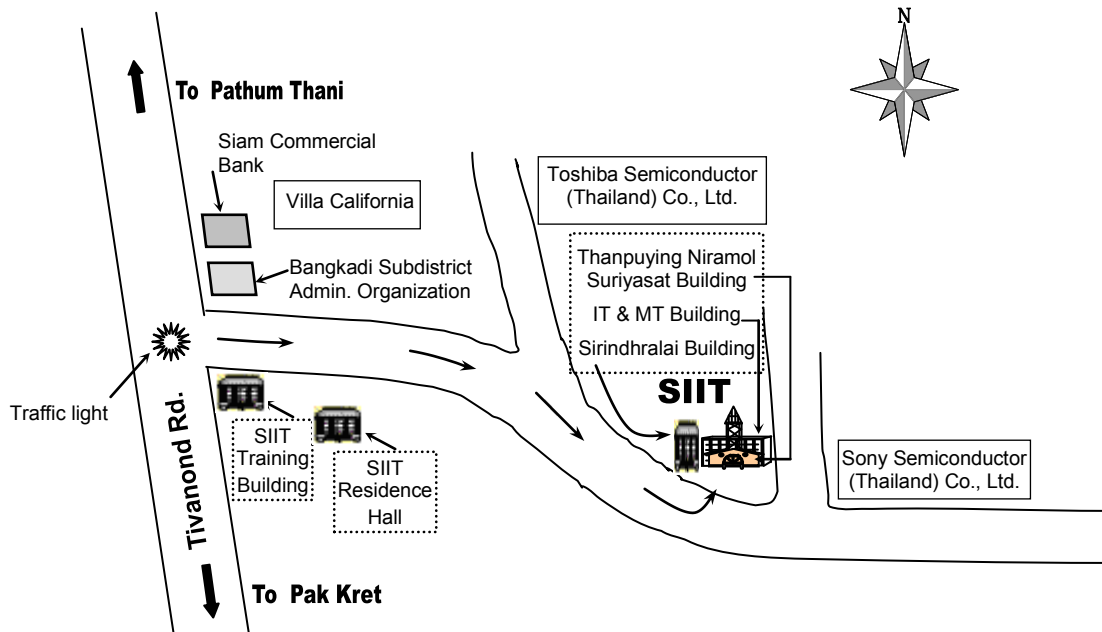 N
To Pathum Thani
Siam Commercial
Bank
Villa California
Toshiba Semiconductor
(Thailand) Co., Ltd.
Thanpuying Niramol
Suriyasat Building
IT & MT Building
Sirindhralai Building
Bangkadi Subdistrict
Admin. Organization
SIIT
Traffic light
Tivanond Rd.
SIIT
Training
Building
SIIT
Residence
Hall
Sony Semiconductor
(Thailand) Co., Ltd.
To Pak Kret